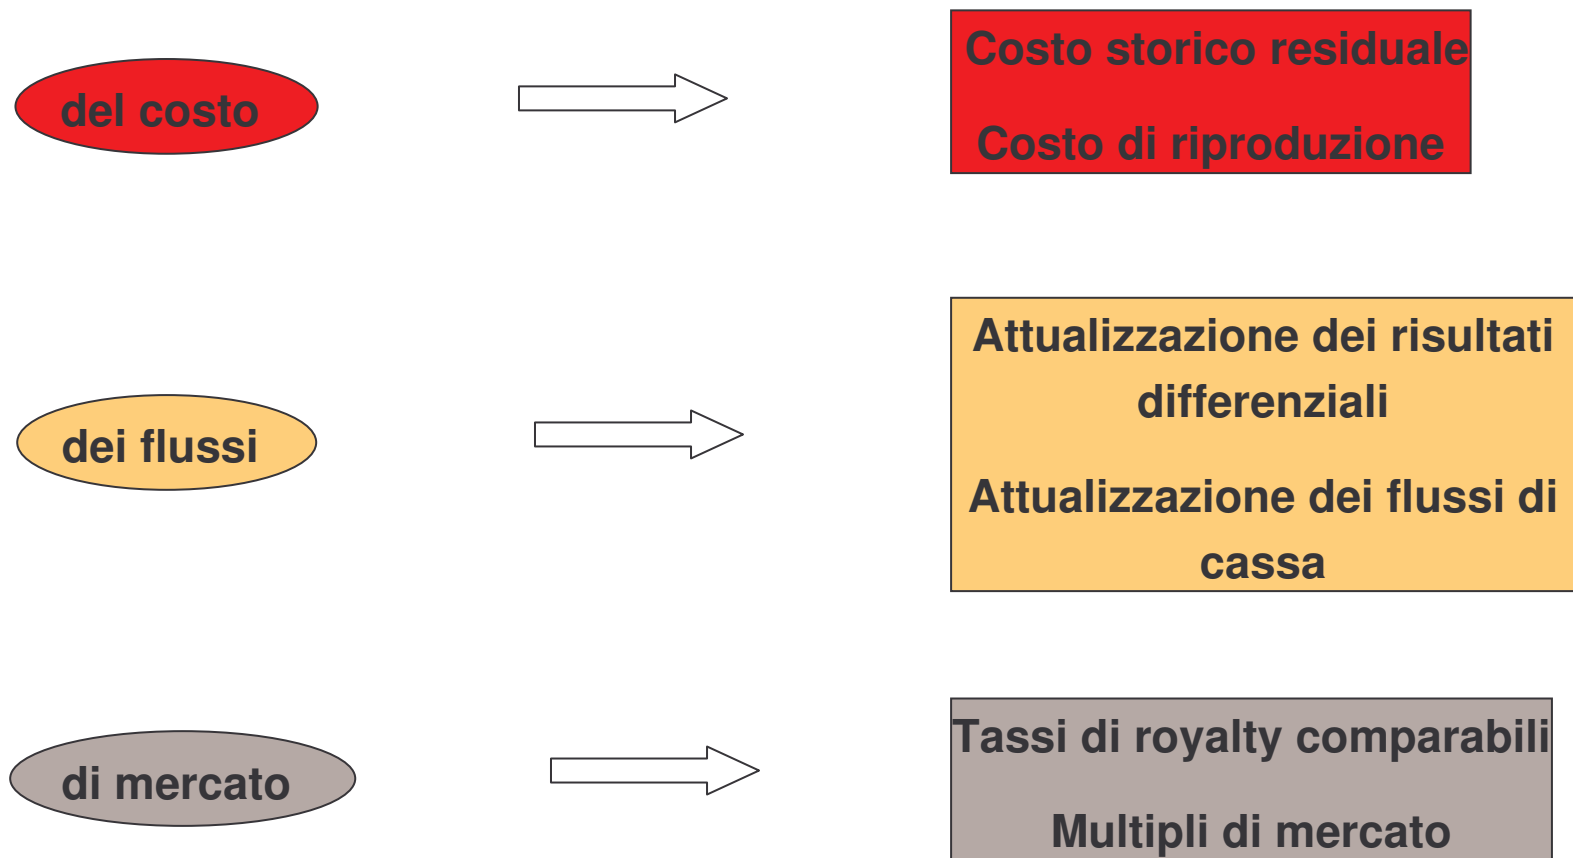 del costo
Costo storico residuale
Costo di riproduzione
dei flussi
Attualizzazione dei risultati
differenziali
Attualizzazione dei flussi di
cassa
di mercato
Tassi di royalty comparabili
Multipli di mercato